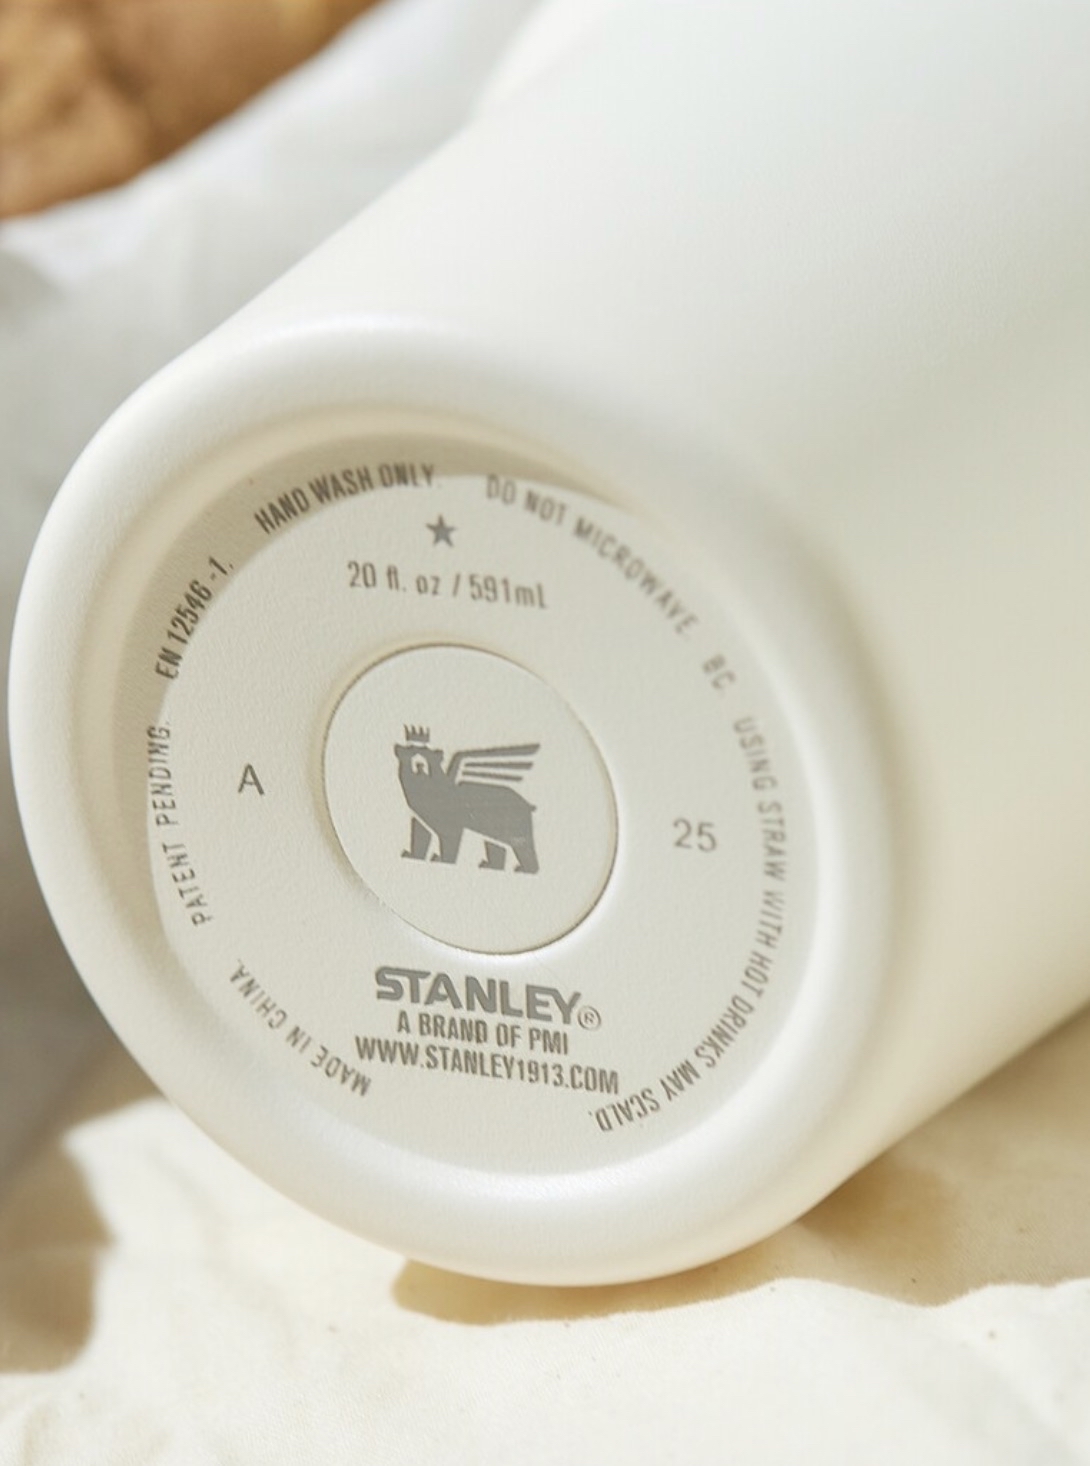 HAND WASH ONLY.
DO NOT MICROWAVE.
BC
USING STRAW WITH HOT DRINKS MAY SCALD.
MADE IN CHINA.
PATENT PENDING.
EN 12546 -1.
20 fl. oz / 591mL
A
25
STANLEY®
A BRAND OF PMI
WWW.STANLEY1913.COM